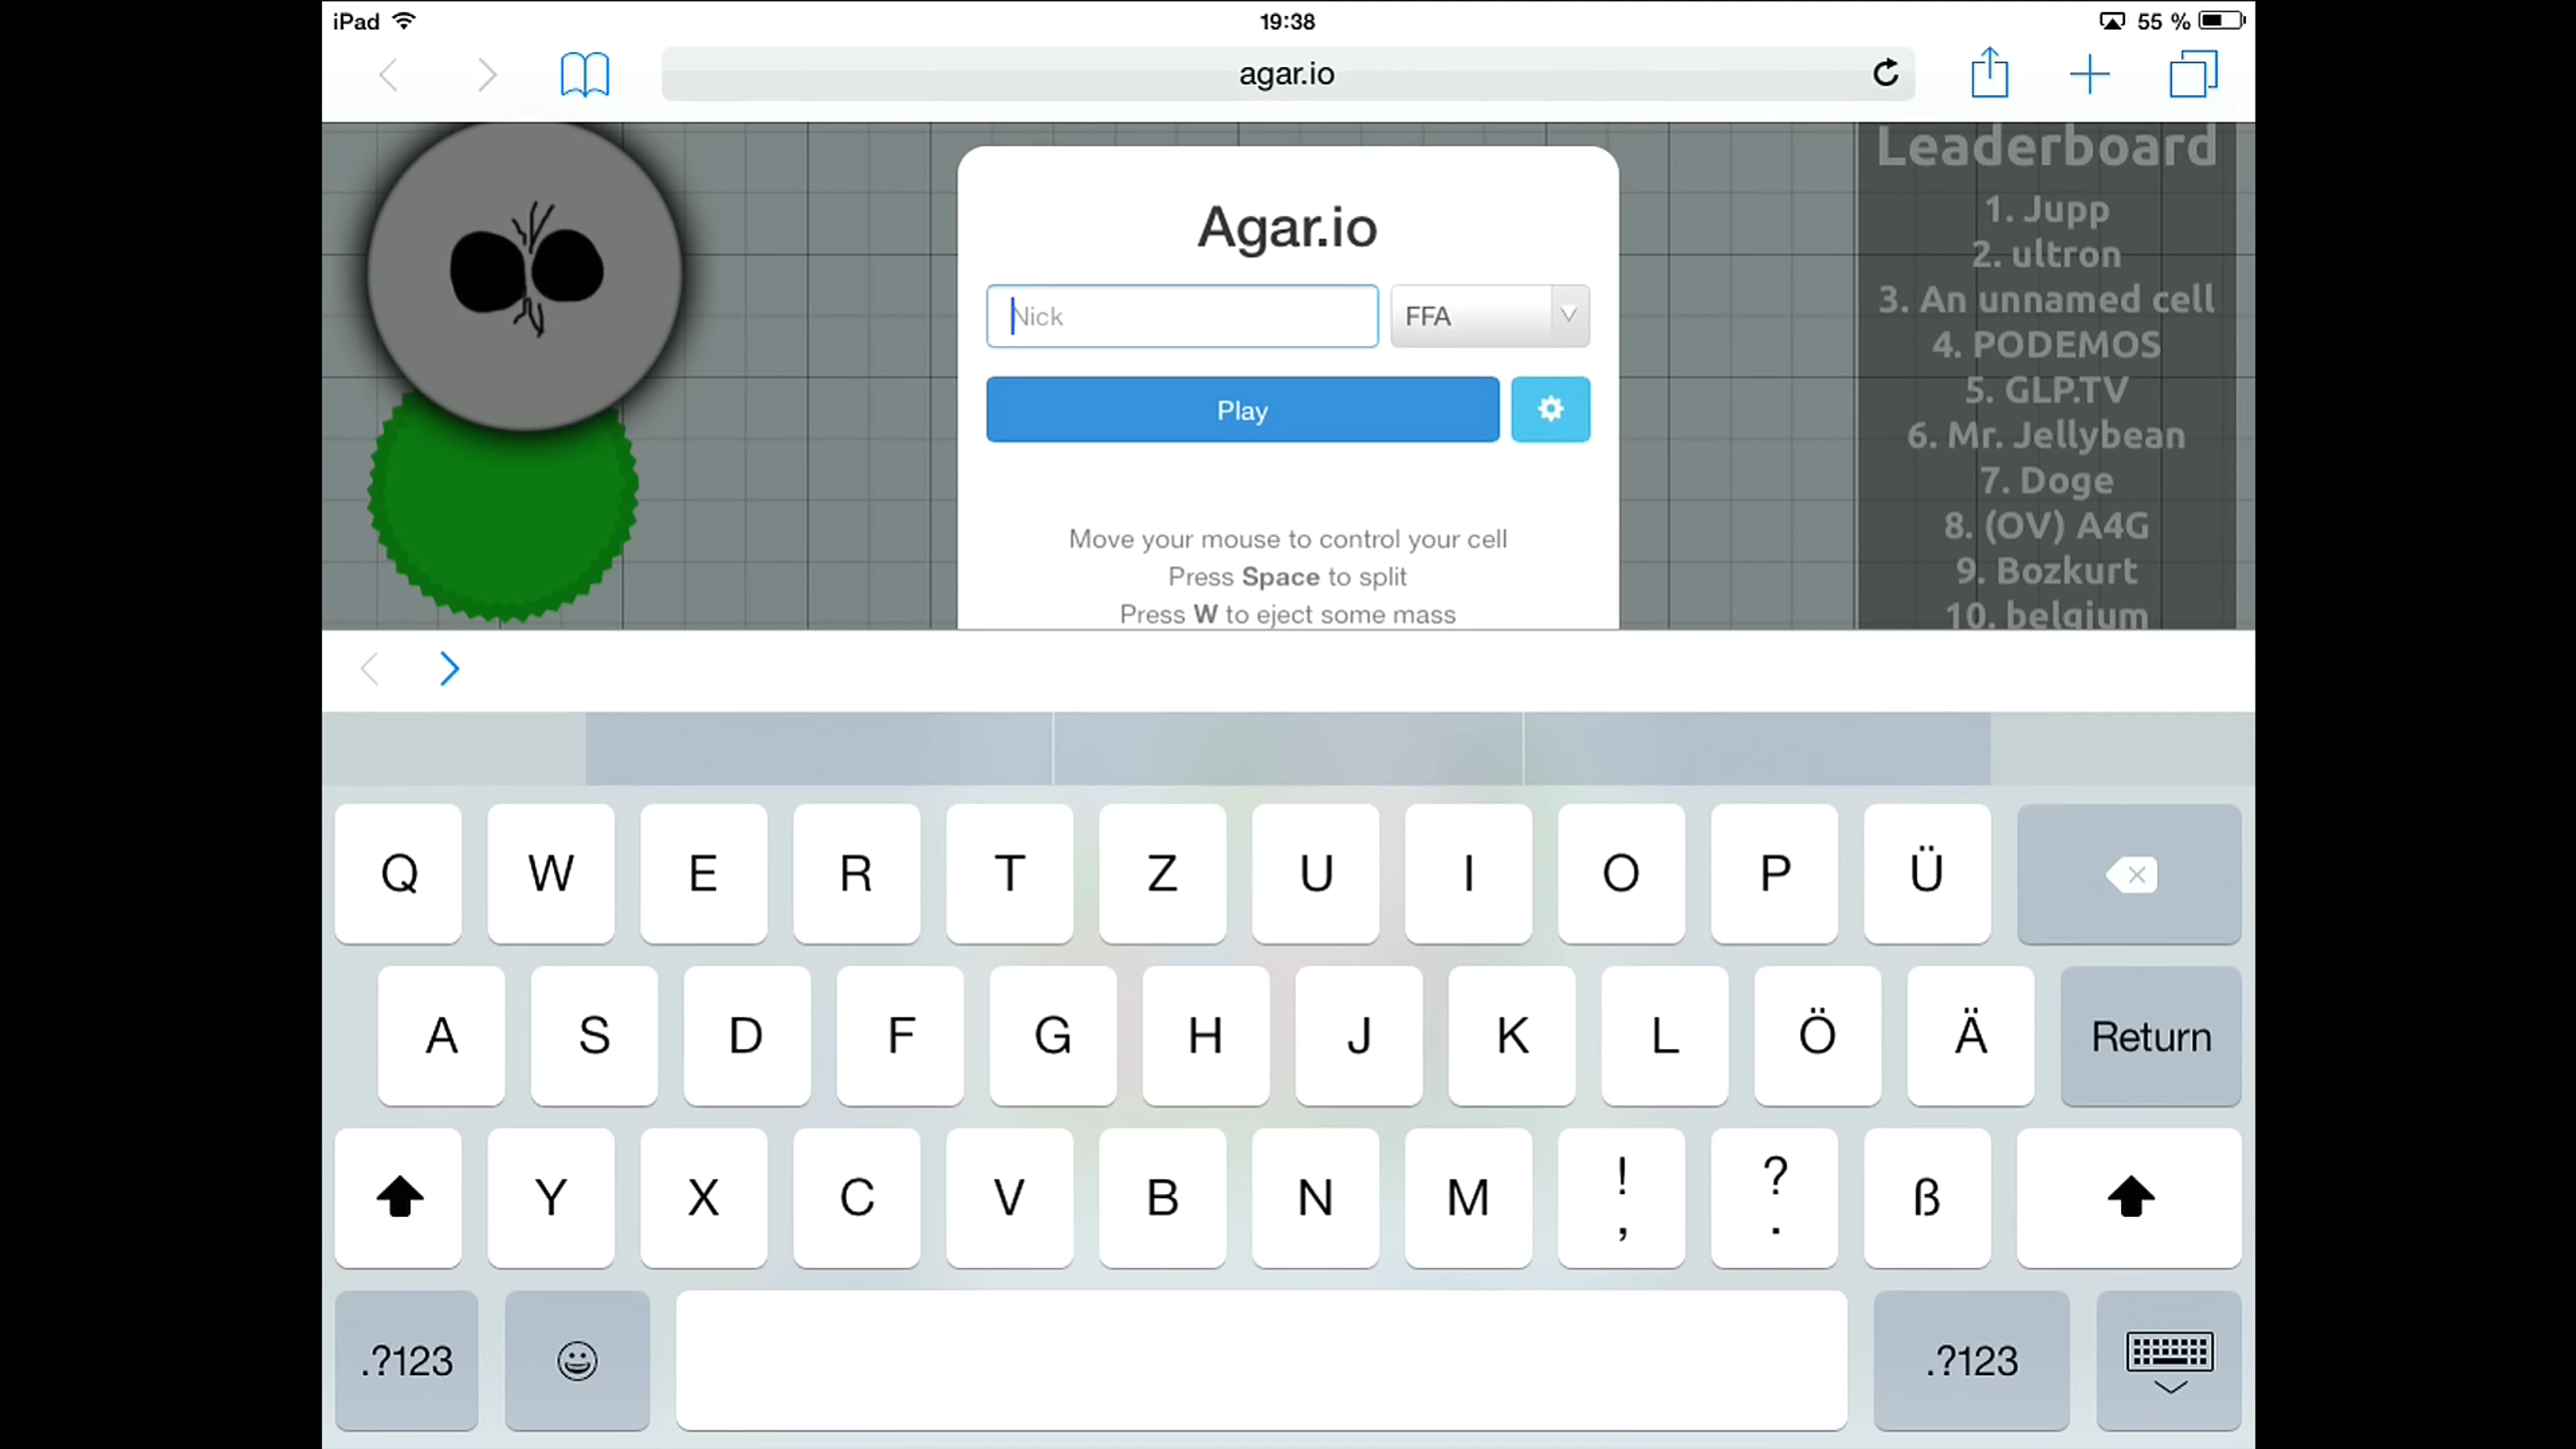 iPad 19:38 55 %
agar.io
Agar.io
Nick FFA
Play
Move your mouse to control your cell
Press Space to split
Press W to eject some mass
Leaderboard
1. Jupp
2. ultron
3. An unnamed cell
4. PODEMOS
5. GLP.TV
6. Mr. Jellybean
7. Doge
8. (OV) A4G
9. Bozkurt
10. belgium
Q W E R T Z U I O P Ü
A S D F G H J K L Ö Ä Return
Y X C V B N M ! , ? . ß
.?123 .?123